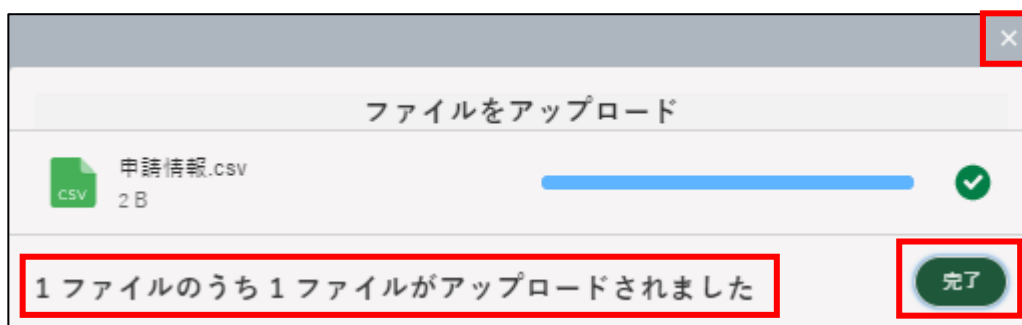 ×
ファイルをアップロード
申請情報.csv
CSV
2 B
1 ファイルのうち 1 ファイルがアップロードされました
完了